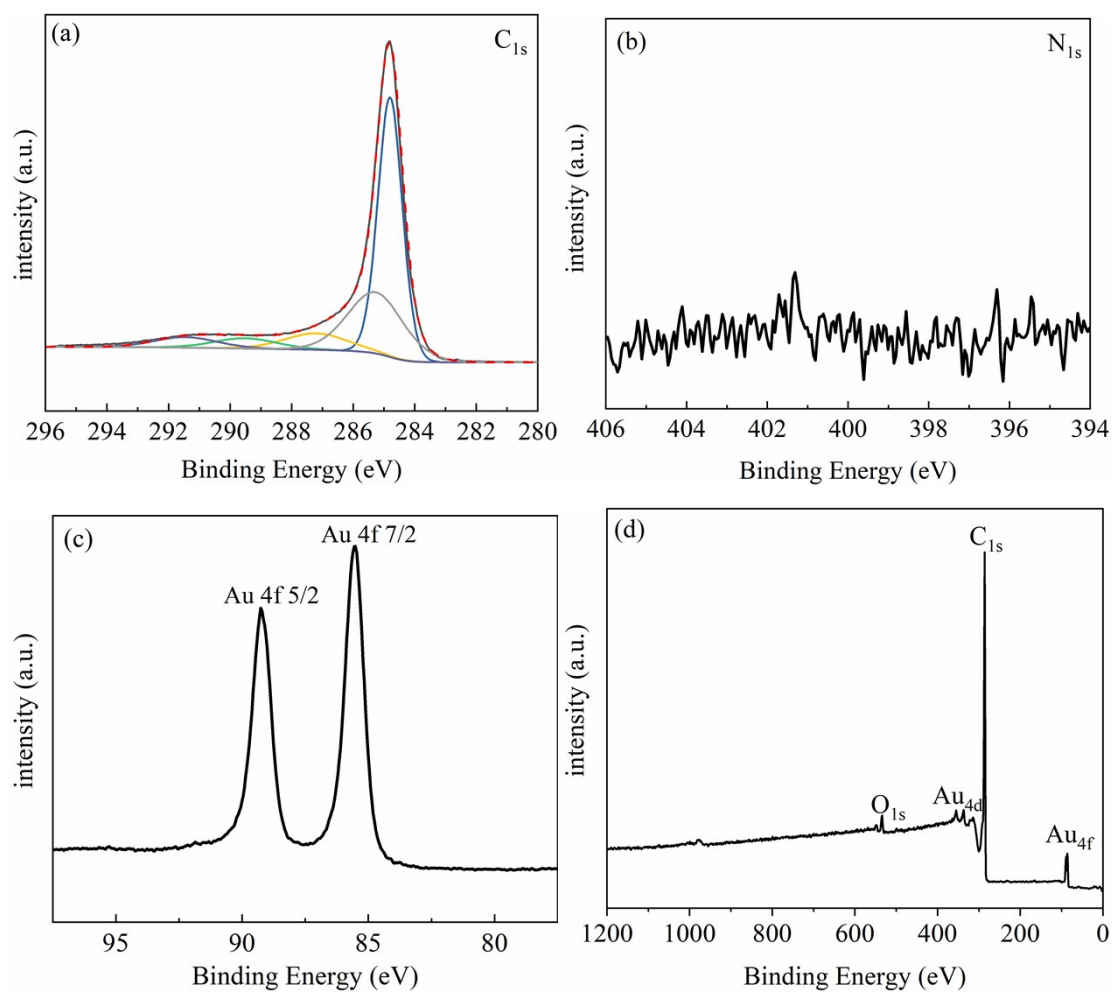 (a)
C1s
intensity (a.u.)
296 294 292 290 288 286 284 282 280
Binding Energy (eV)
(b)
N1s
intensity (a.u.)
406 404 402 400 398 396 394
Binding Energy (eV)
(c)
Au 4f 7/2
Au 4f 5/2
intensity (a.u.)
95 90 85 80
Binding Energy (eV)
(d)
C1s
O1s
Au4d
Au4f
intensity (a.u.)
1200 1000 800 600 400 200 0
Binding Energy (eV)